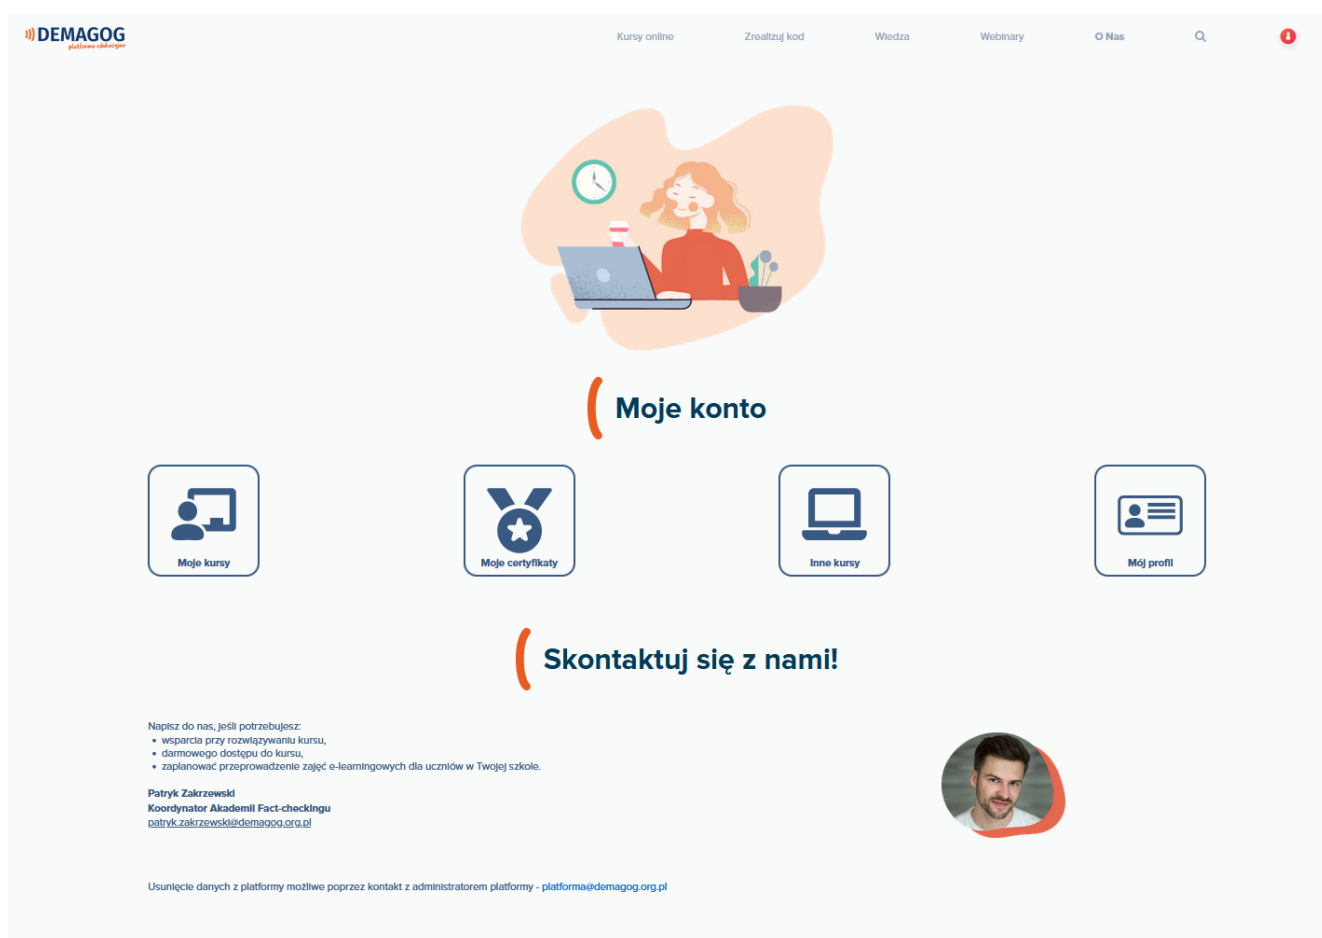 DEMAGOG
platforma edukacyjna
Kursy online
Zrealizuj kod
Wiedza
Webinary
O Nas
Moje konto
Moje kursy
Moje certyfikaty
Inne kursy
Mój profil
Skontaktuj się z nami!
Napisz do nas, jeśli potrzebujesz:
• wsparcia przy rozwiązywaniu kursu,
• darmowego dostępu do kursu,
• zaplanować przeprowadzenie zajęć e-learningowych dla uczniów w Twojej szkole.
Patryk Zakrzewski
Koordynator Akademii Fact-checkingu
patryk.zakrzewski@demagog.org.pl
Usunięcie danych z platformy możliwe poprzez kontakt z administratorem platformy - platforma@demagog.org.pl